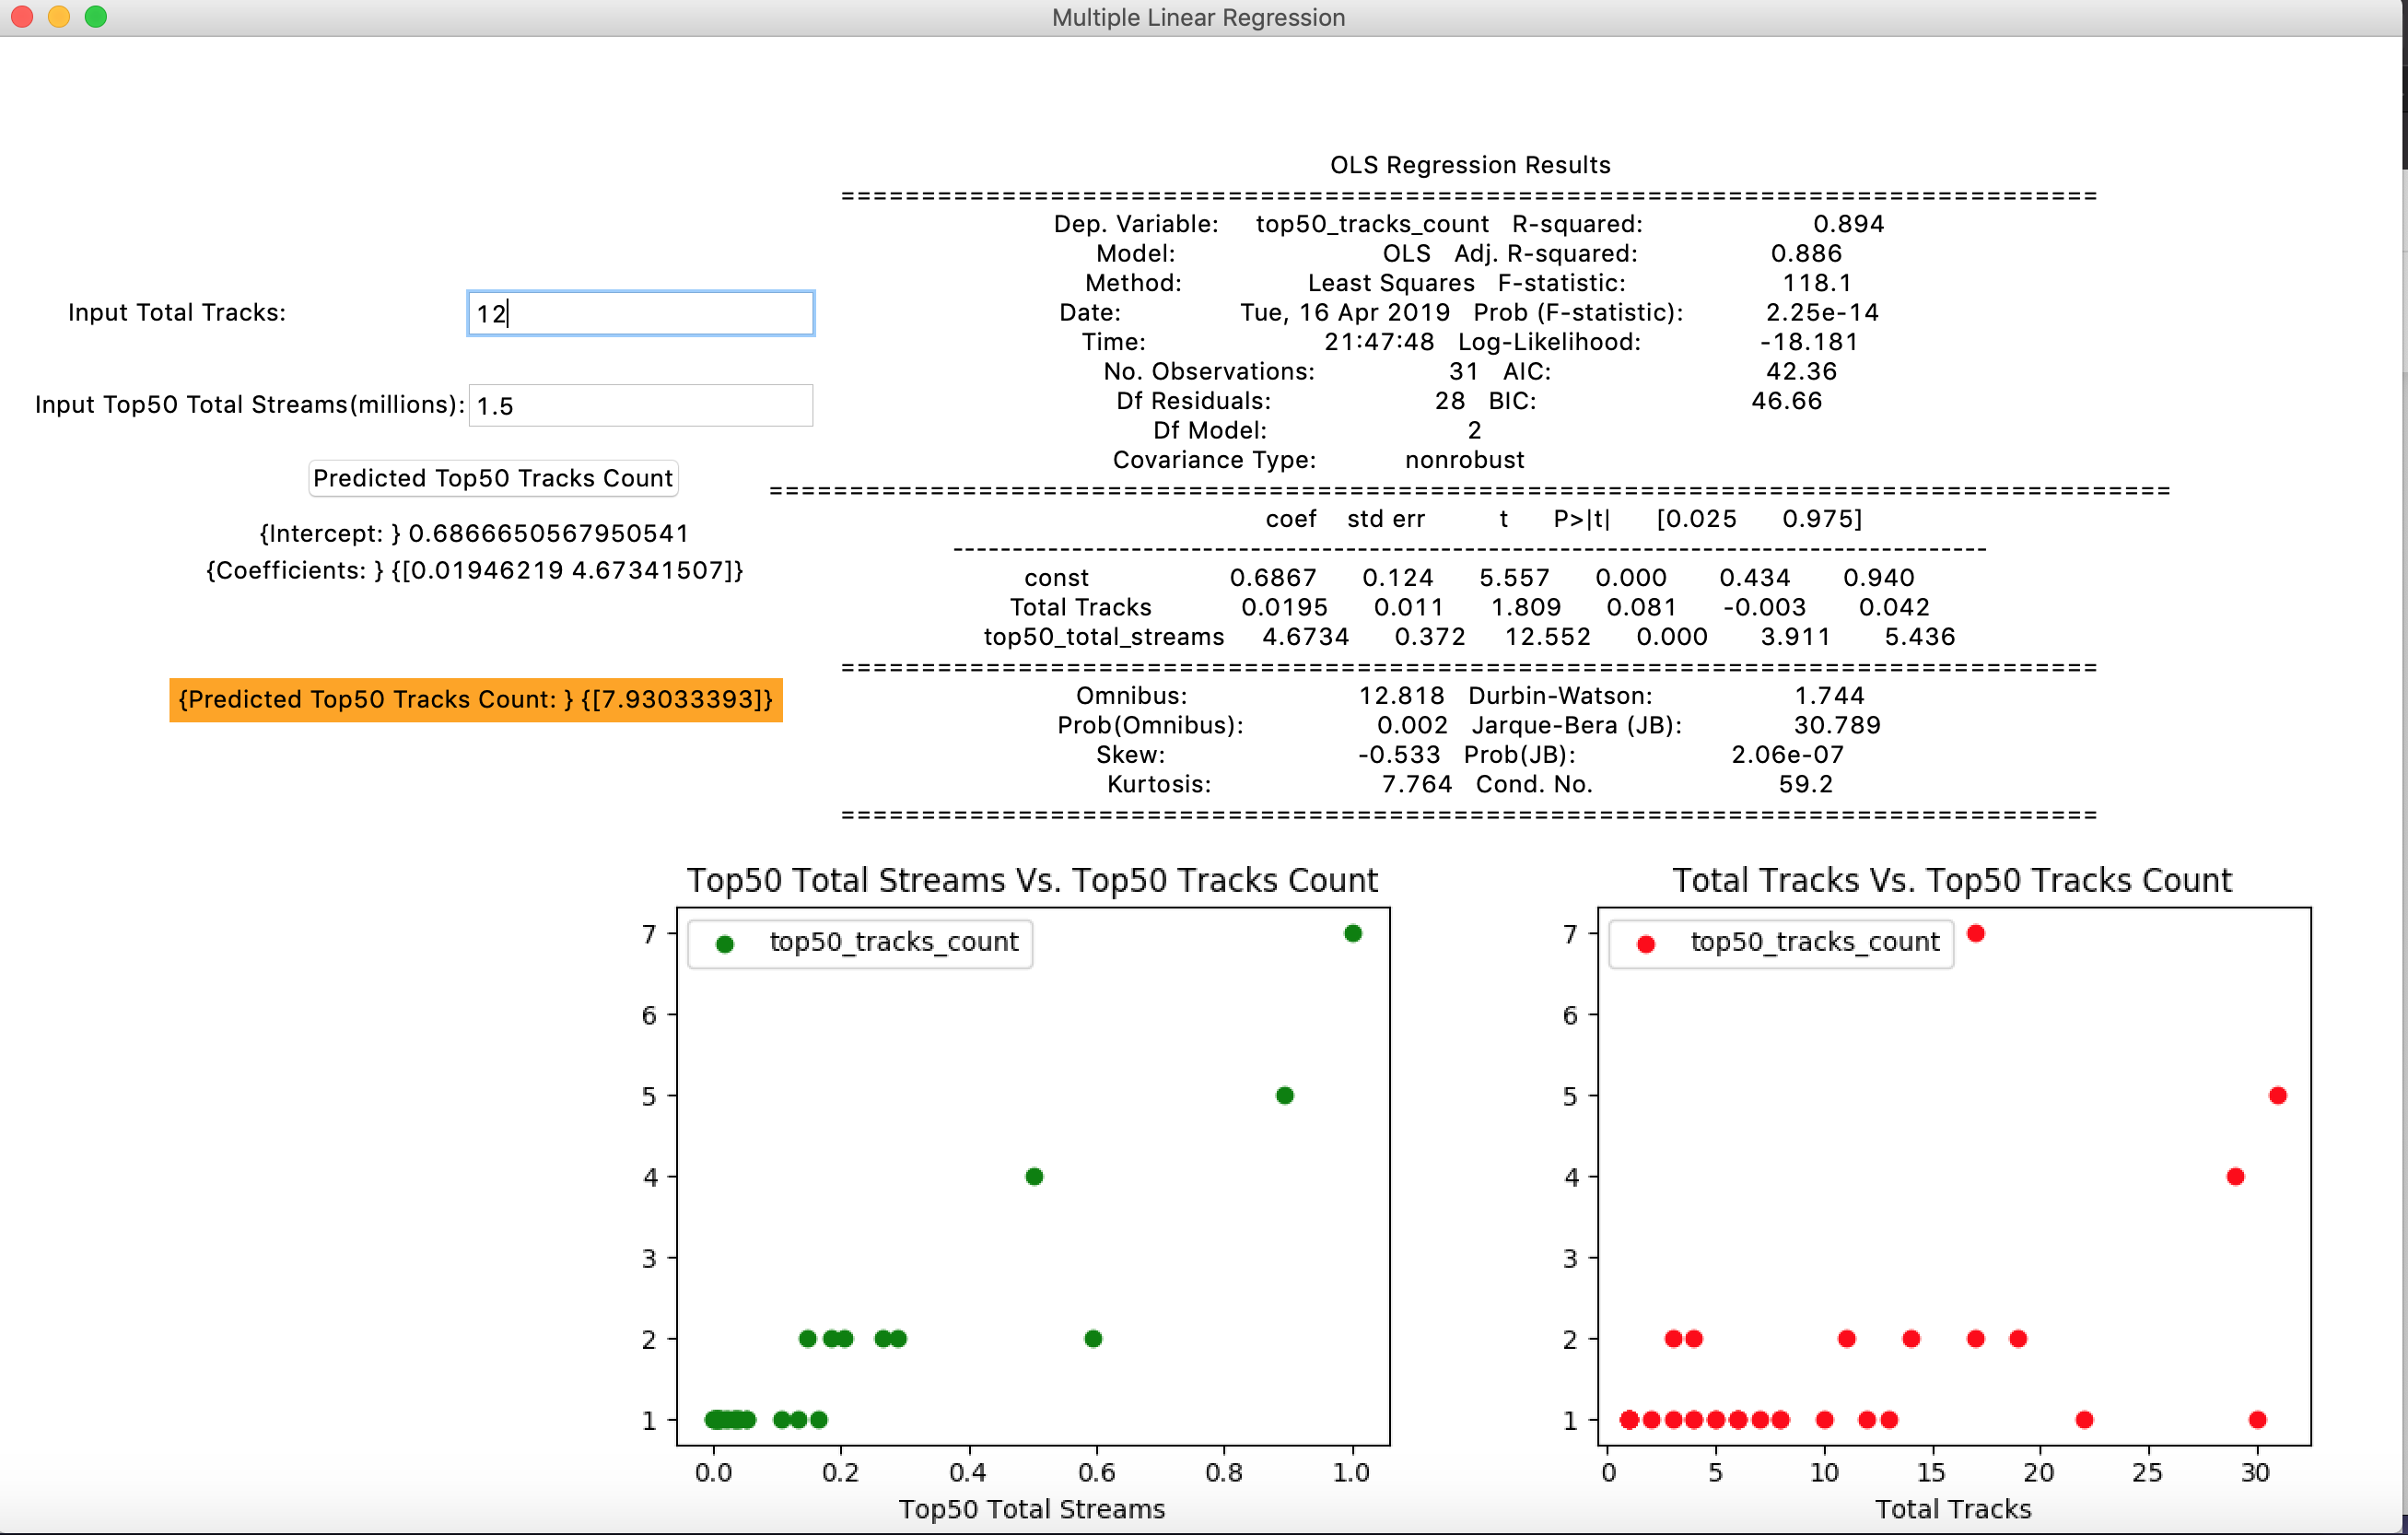 Multiple Linear Regression
Input Total Tracks: 12
Input Top50 Total Streams(millions): 1.5
Predicted Top50 Tracks Count
{Intercept: } 0.6866650567950541
{Coefficients: } {[0.01946219 4.67341507]}
{Predicted Top50 Tracks Count: } {[7.93033393]}
OLS Regression Results
==============================================================================
Dep. Variable: top50_tracks_count R-squared: 0.894
Model: OLS Adj. R-squared: 0.886
Method: Least Squares F-statistic: 118.1
Date: Tue, 16 Apr 2019 Prob (F-statistic): 2.25e-14
Time: 21:47:48 Log-Likelihood: -18.181
No. Observations: 31 AIC: 42.36
Df Residuals: 28 BIC: 46.66
Df Model: 2
Covariance Type: nonrobust
=======================================================================================
coef std err t P>|t| [0.025 0.975]
---------------------------------------------------------------------------------------
const 0.6867 0.124 5.557 0.000 0.434 0.940
Total Tracks 0.0195 0.011 1.809 0.081 -0.003 0.042
top50_total_streams 4.6734 0.372 12.552 0.000 3.911 5.436
==============================================================================
Omnibus: 12.818 Durbin-Watson: 1.744
Prob(Omnibus): 0.002 Jarque-Bera (JB): 30.789
Skew: -0.533 Prob(JB): 2.06e-07
Kurtosis: 7.764 Cond. No. 59.2
==============================================================================
Top50 Total Streams Vs. Top50 Tracks Count
top50_tracks_count
7
6
5
4
3
2
1
0.0 0.2 0.4 0.6 0.8 1.0
Top50 Total Streams
Total Tracks Vs. Top50 Tracks Count
top50_tracks_count
7
6
5
4
3
2
1
0 5 10 15 20 25 30
Total Tracks